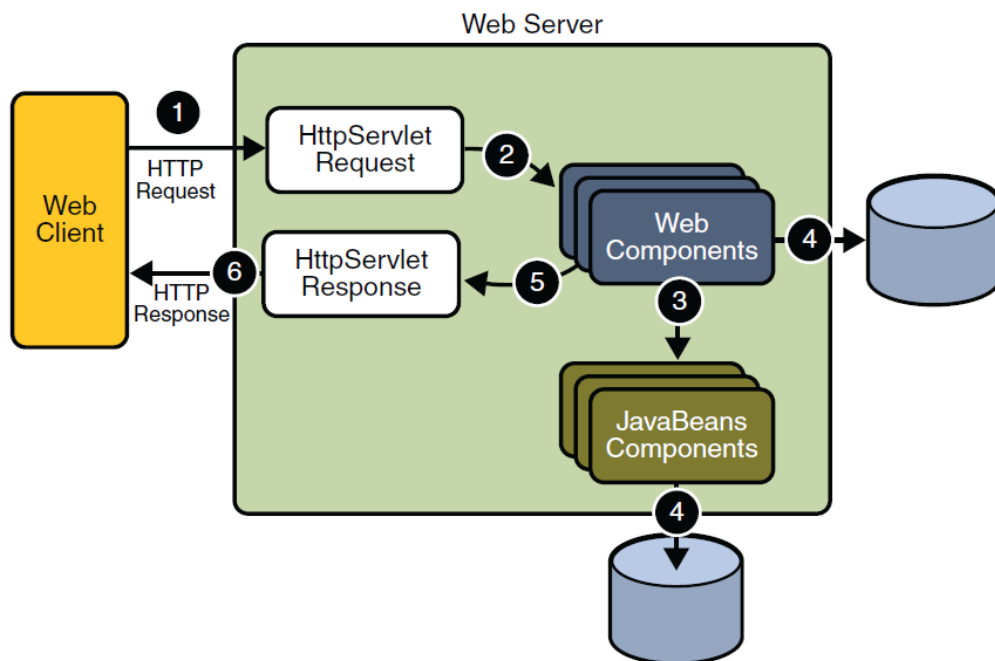 Web Server
1
HTTP
Request
Web
Client
HttpServlet
Request
2
Web
Components
4
HttpServlet
Response
5
6
HTTP
Response
3
JavaBeans
Components
4